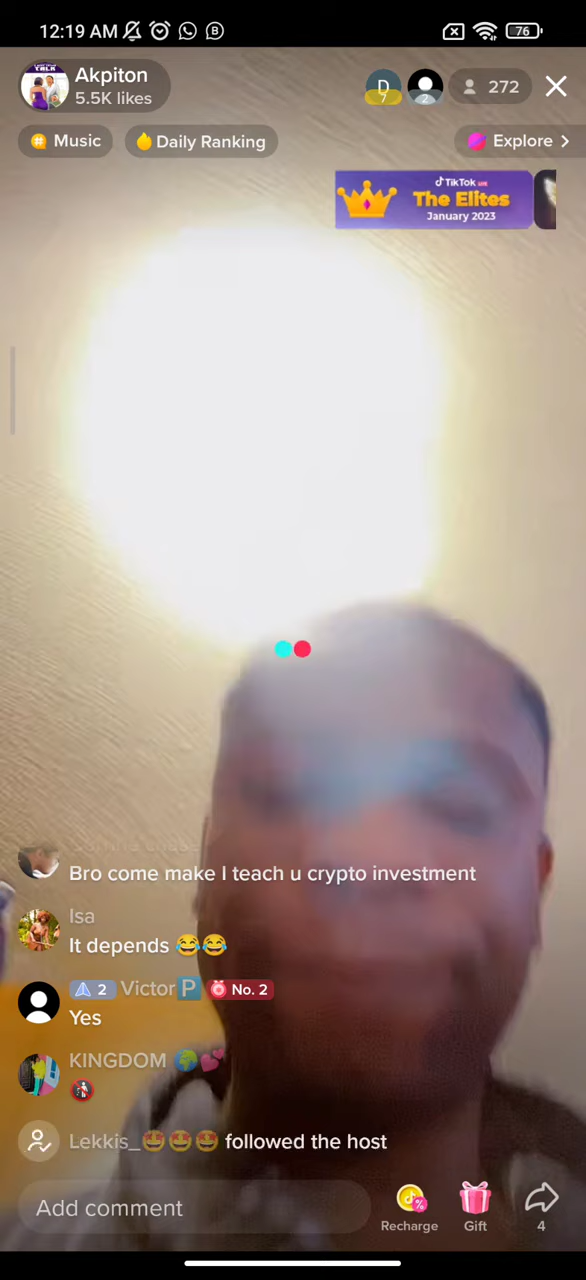 12:19 AM
76
Akpiton
5.5K likes
D
7
2
272
Music
Daily Ranking
Explore
TikTok LIVE
The Elites
January 2023
Bro come make I teach u crypto investment
Isa
It depends 😂😂
2 Victor🅿️ No. 2
Yes
KINGDOM 🌍💕
🚯
Lekkis_🤩🤩🤩 followed the host
Add comment
Recharge
Gift
4